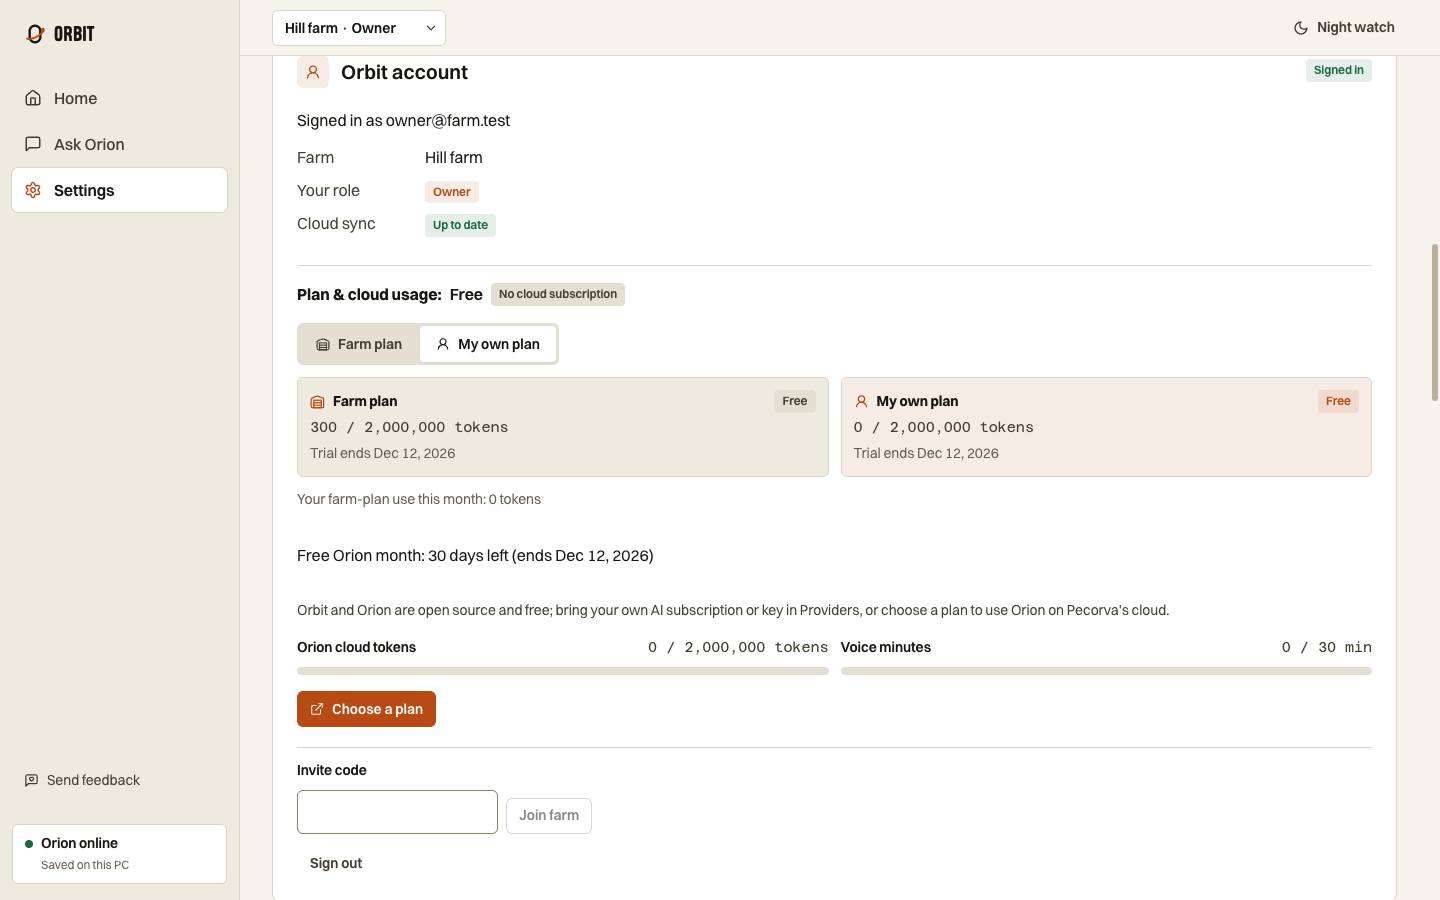 ORBIT
Home
Ask Orion
Settings
Send feedback
Orion online
Saved on this PC
Hill farm · Owner
Night watch
Orbit account
Signed in
Signed in as owner@farm.test
Farm Hill farm
Your role Owner
Cloud sync Up to date
Plan & cloud usage: Free No cloud subscription
Farm plan My own plan
Farm plan Free
300 / 2,000,000 tokens
Trial ends Dec 12, 2026
My own plan Free
0 / 2,000,000 tokens
Trial ends Dec 12, 2026
Your farm-plan use this month: 0 tokens
Free Orion month: 30 days left (ends Dec 12, 2026)
Orbit and Orion are open source and free; bring your own AI subscription or key in Providers, or choose a plan to use Orion on Pecorva's cloud.
Orion cloud tokens 0 / 2,000,000 tokens
Voice minutes 0 / 30 min
Choose a plan
Invite code
Join farm
Sign out